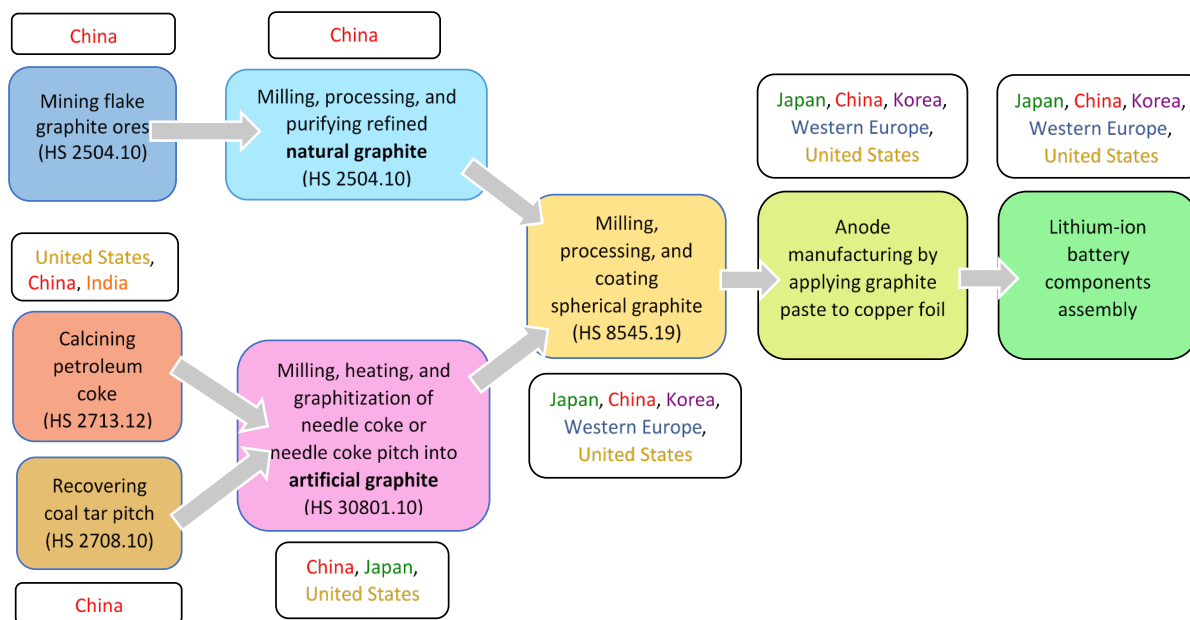 China
Mining flake
graphite ores
(HS 2504.10)
China
Milling, processing, and
purifying refined
natural graphite
(HS 2504.10)
United States,
China, India
Calcining
petroleum
coke
(HS 2713.12)
Recovering
coal tar pitch
(HS 2708.10)
China
Milling, heating, and
graphitization of
needle coke or
needle coke pitch into
artificial graphite
(HS 30801.10)
China, Japan,
United States
Milling,
processing, and
coating
spherical graphite
(HS 8545.19)
Japan, China, Korea,
Western Europe,
United States
Japan, China, Korea,
Western Europe,
United States
Anode
manufacturing by
applying graphite
paste to copper foil
Japan, China, Korea,
Western Europe,
United States
Lithium-ion
battery
components
assembly